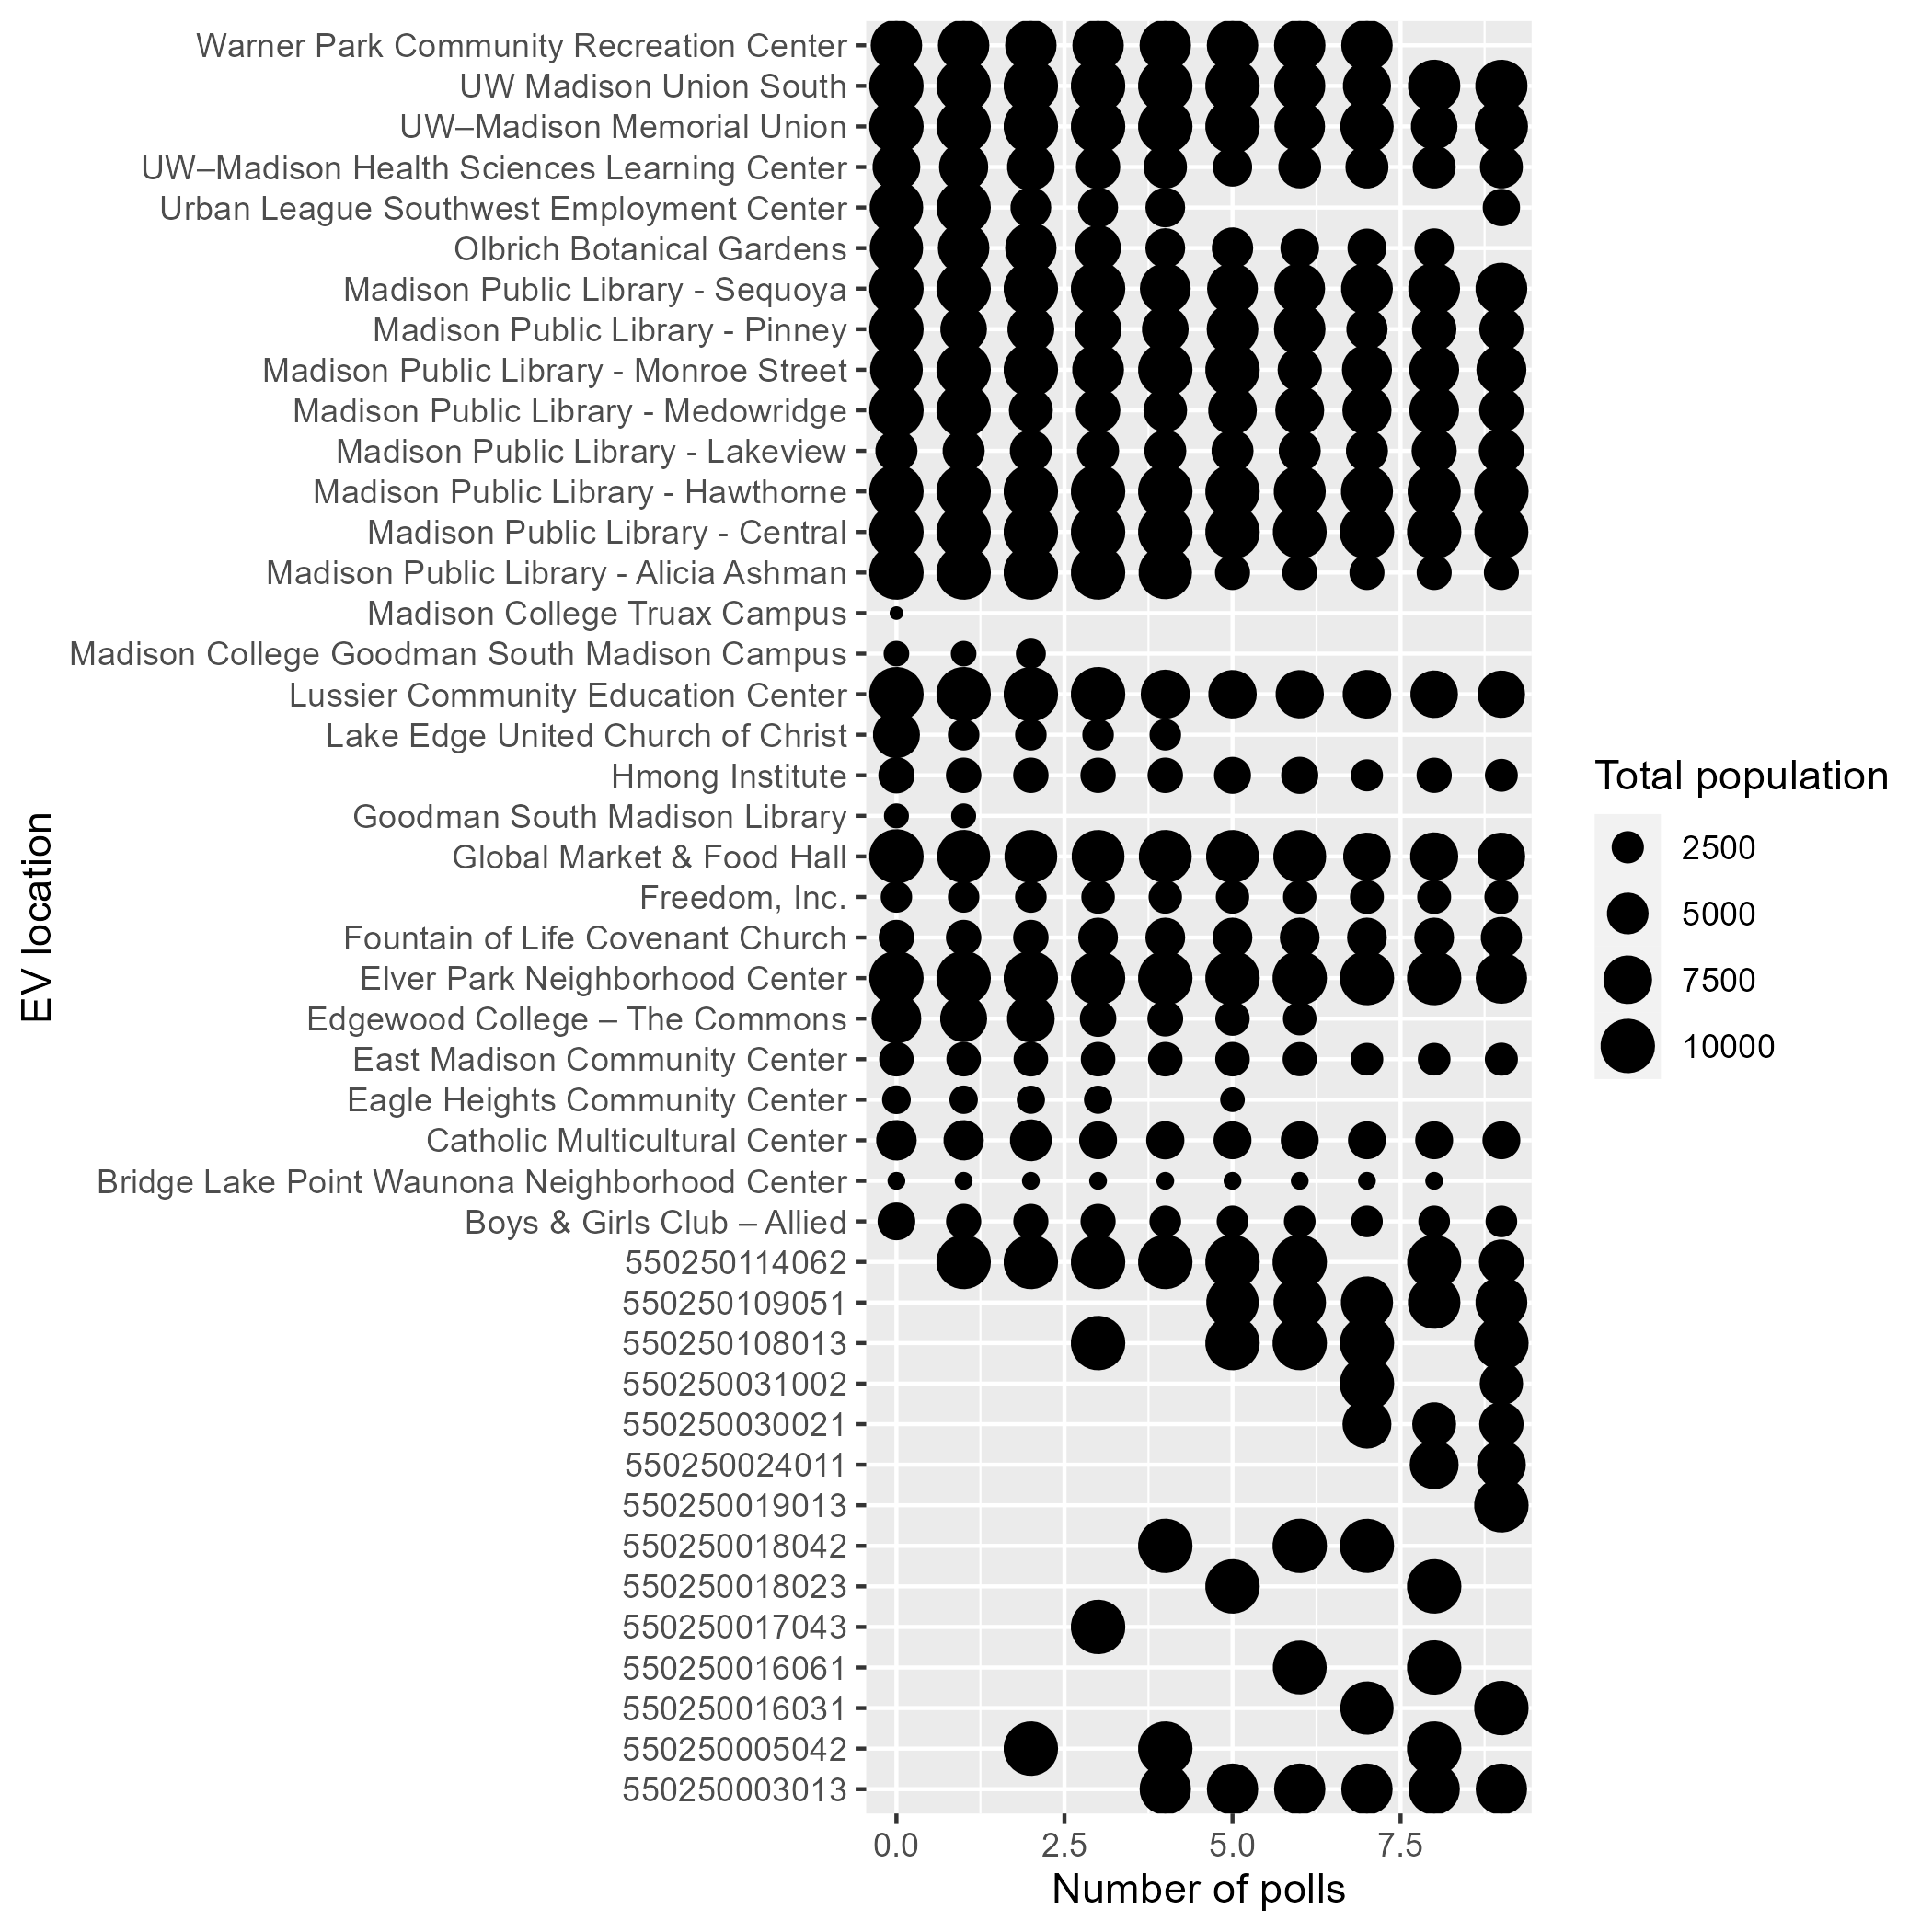 Warner Park Community Recreation Center
UW Madison Union South
UW–Madison Memorial Union
UW–Madison Health Sciences Learning Center
Urban League Southwest Employment Center
Olbrich Botanical Gardens
Madison Public Library - Sequoya
Madison Public Library - Pinney
Madison Public Library - Monroe Street
Madison Public Library - Medowridge
Madison Public Library - Lakeview
Madison Public Library - Hawthorne
Madison Public Library - Central
Madison Public Library - Alicia Ashman
Madison College Truax Campus
Madison College Goodman South Madison Campus
Lussier Community Education Center
Lake Edge United Church of Christ
Hmong Institute
Goodman South Madison Library
Global Market & Food Hall
Freedom, Inc.
Fountain of Life Covenant Church
Elver Park Neighborhood Center
Edgewood College – The Commons
East Madison Community Center
Eagle Heights Community Center
Catholic Multicultural Center
Bridge Lake Point Waunona Neighborhood Center
Boys & Girls Club – Allied
550250114062
550250109051
550250108013
550250031002
550250030021
550250024011
550250019013
550250018042
550250018023
550250017043
550250016061
550250016031
550250005042
550250003013
EV location
0.0 2.5 5.0 7.5
Number of polls
Total population
2500
5000
7500
10000